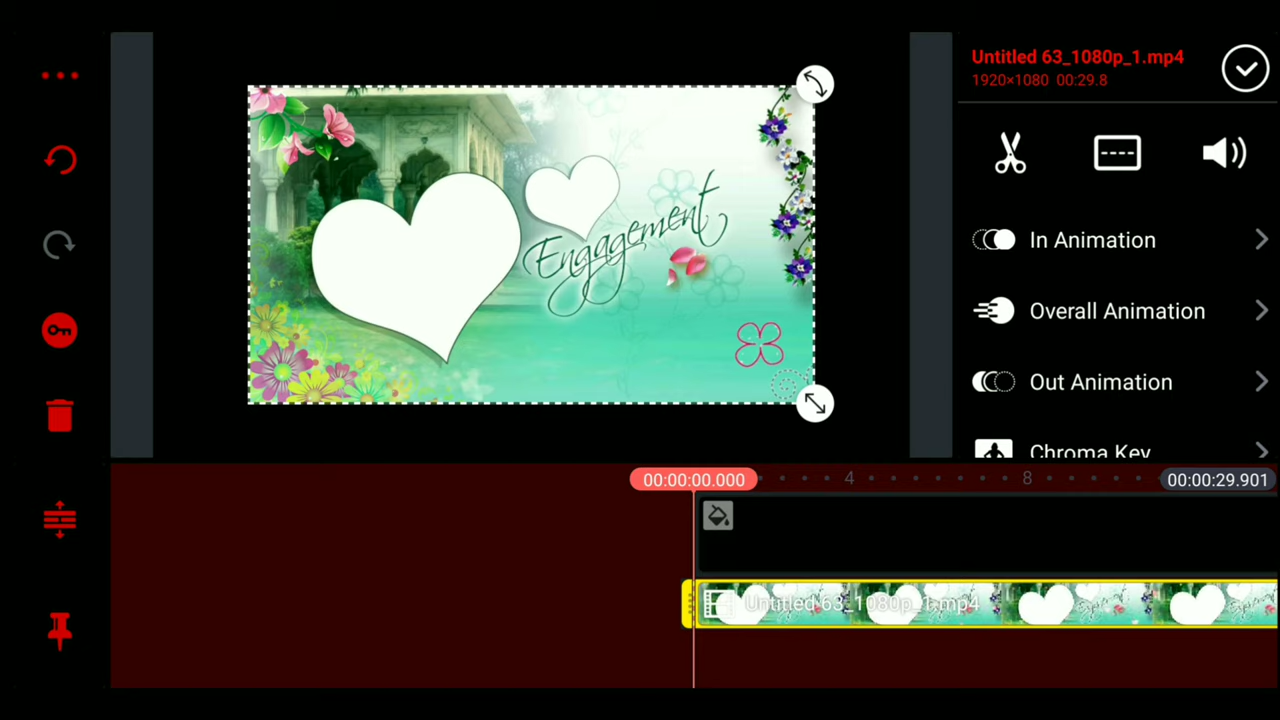 Untitled 63_1080p_1.mp4
1920×1080 00:29.8
Engagement
In Animation
Overall Animation
Out Animation
Chroma Key
00:00:00.000
4
8
00:00:29.901
Untitled 63_1080p_1.mp4